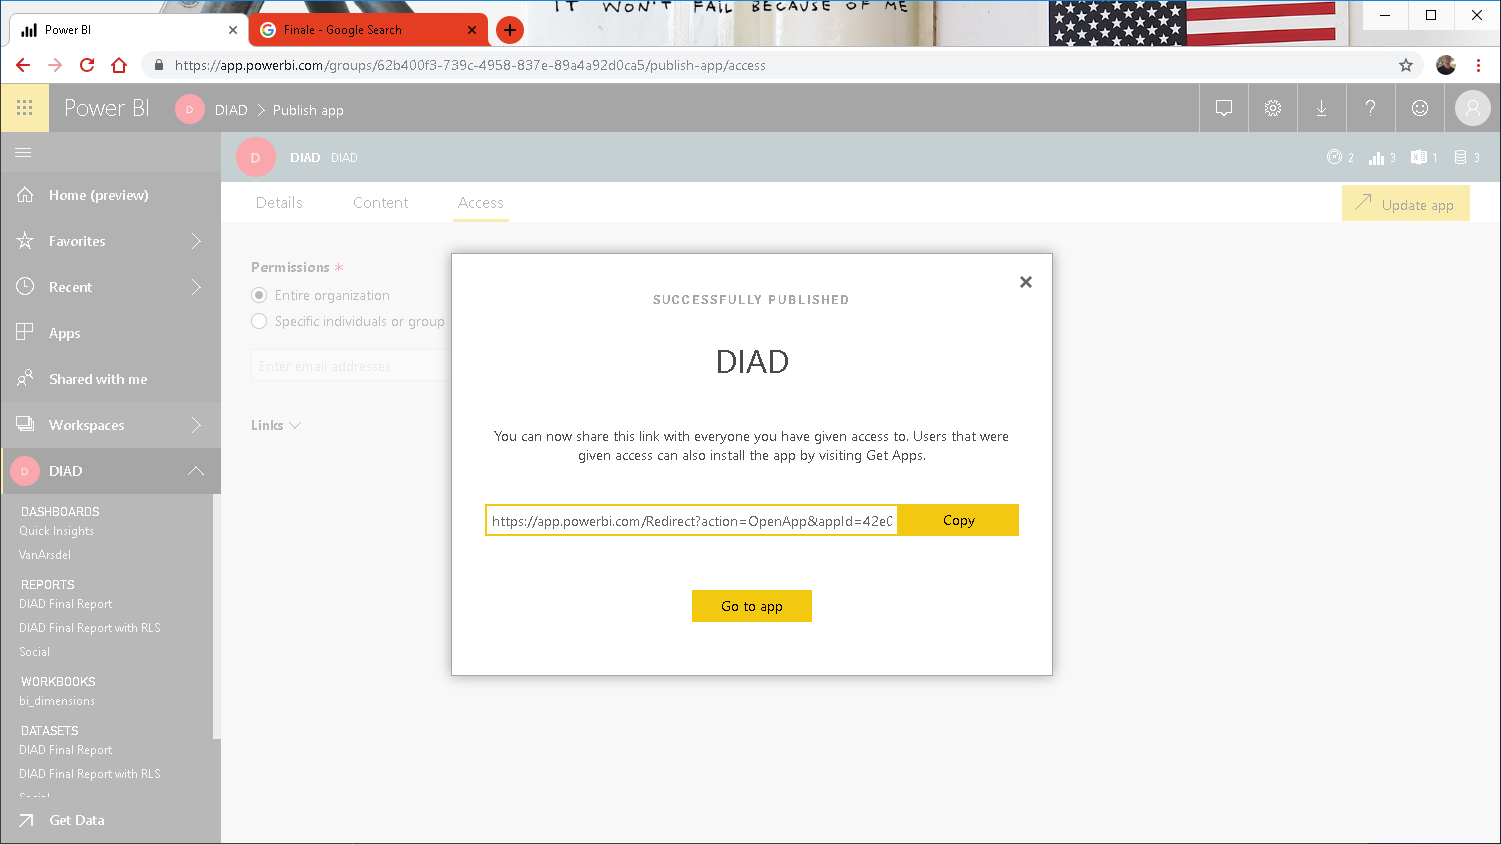 IT WON'T FAIL BECAUSE OF ME
Power BI
Finale - Google Search
https://app.powerbi.com/groups/62b400f3-739c-4958-837e-89a4a92d0ca5/publish-app/access
Power BI
D
DIAD
Publish app
?
D
DIAD
DIAD
2
3
1
3
Home (preview)
Favorites
Recent
Apps
Shared with me
Workspaces
D
DIAD
DASHBOARDS
Quick Insights
VanArsdel
REPORTS
DIAD Final Report
DIAD Final Report with RLS
Social
WORKBOOKS
bi_dimensions
DATASETS
DIAD Final Report
DIAD Final Report with RLS
Get Data
Details
Content
Access
Update app
Permissions *
Entire organization
Specific individuals or group
Enter email addresses
Links
SUCCESSFULLY PUBLISHED
DIAD
You can now share this link with everyone you have given access to. Users that were
given access can also install the app by visiting Get Apps.
https://app.powerbi.com/Redirect?action=OpenApp&appId=42e0
Copy
Go to app